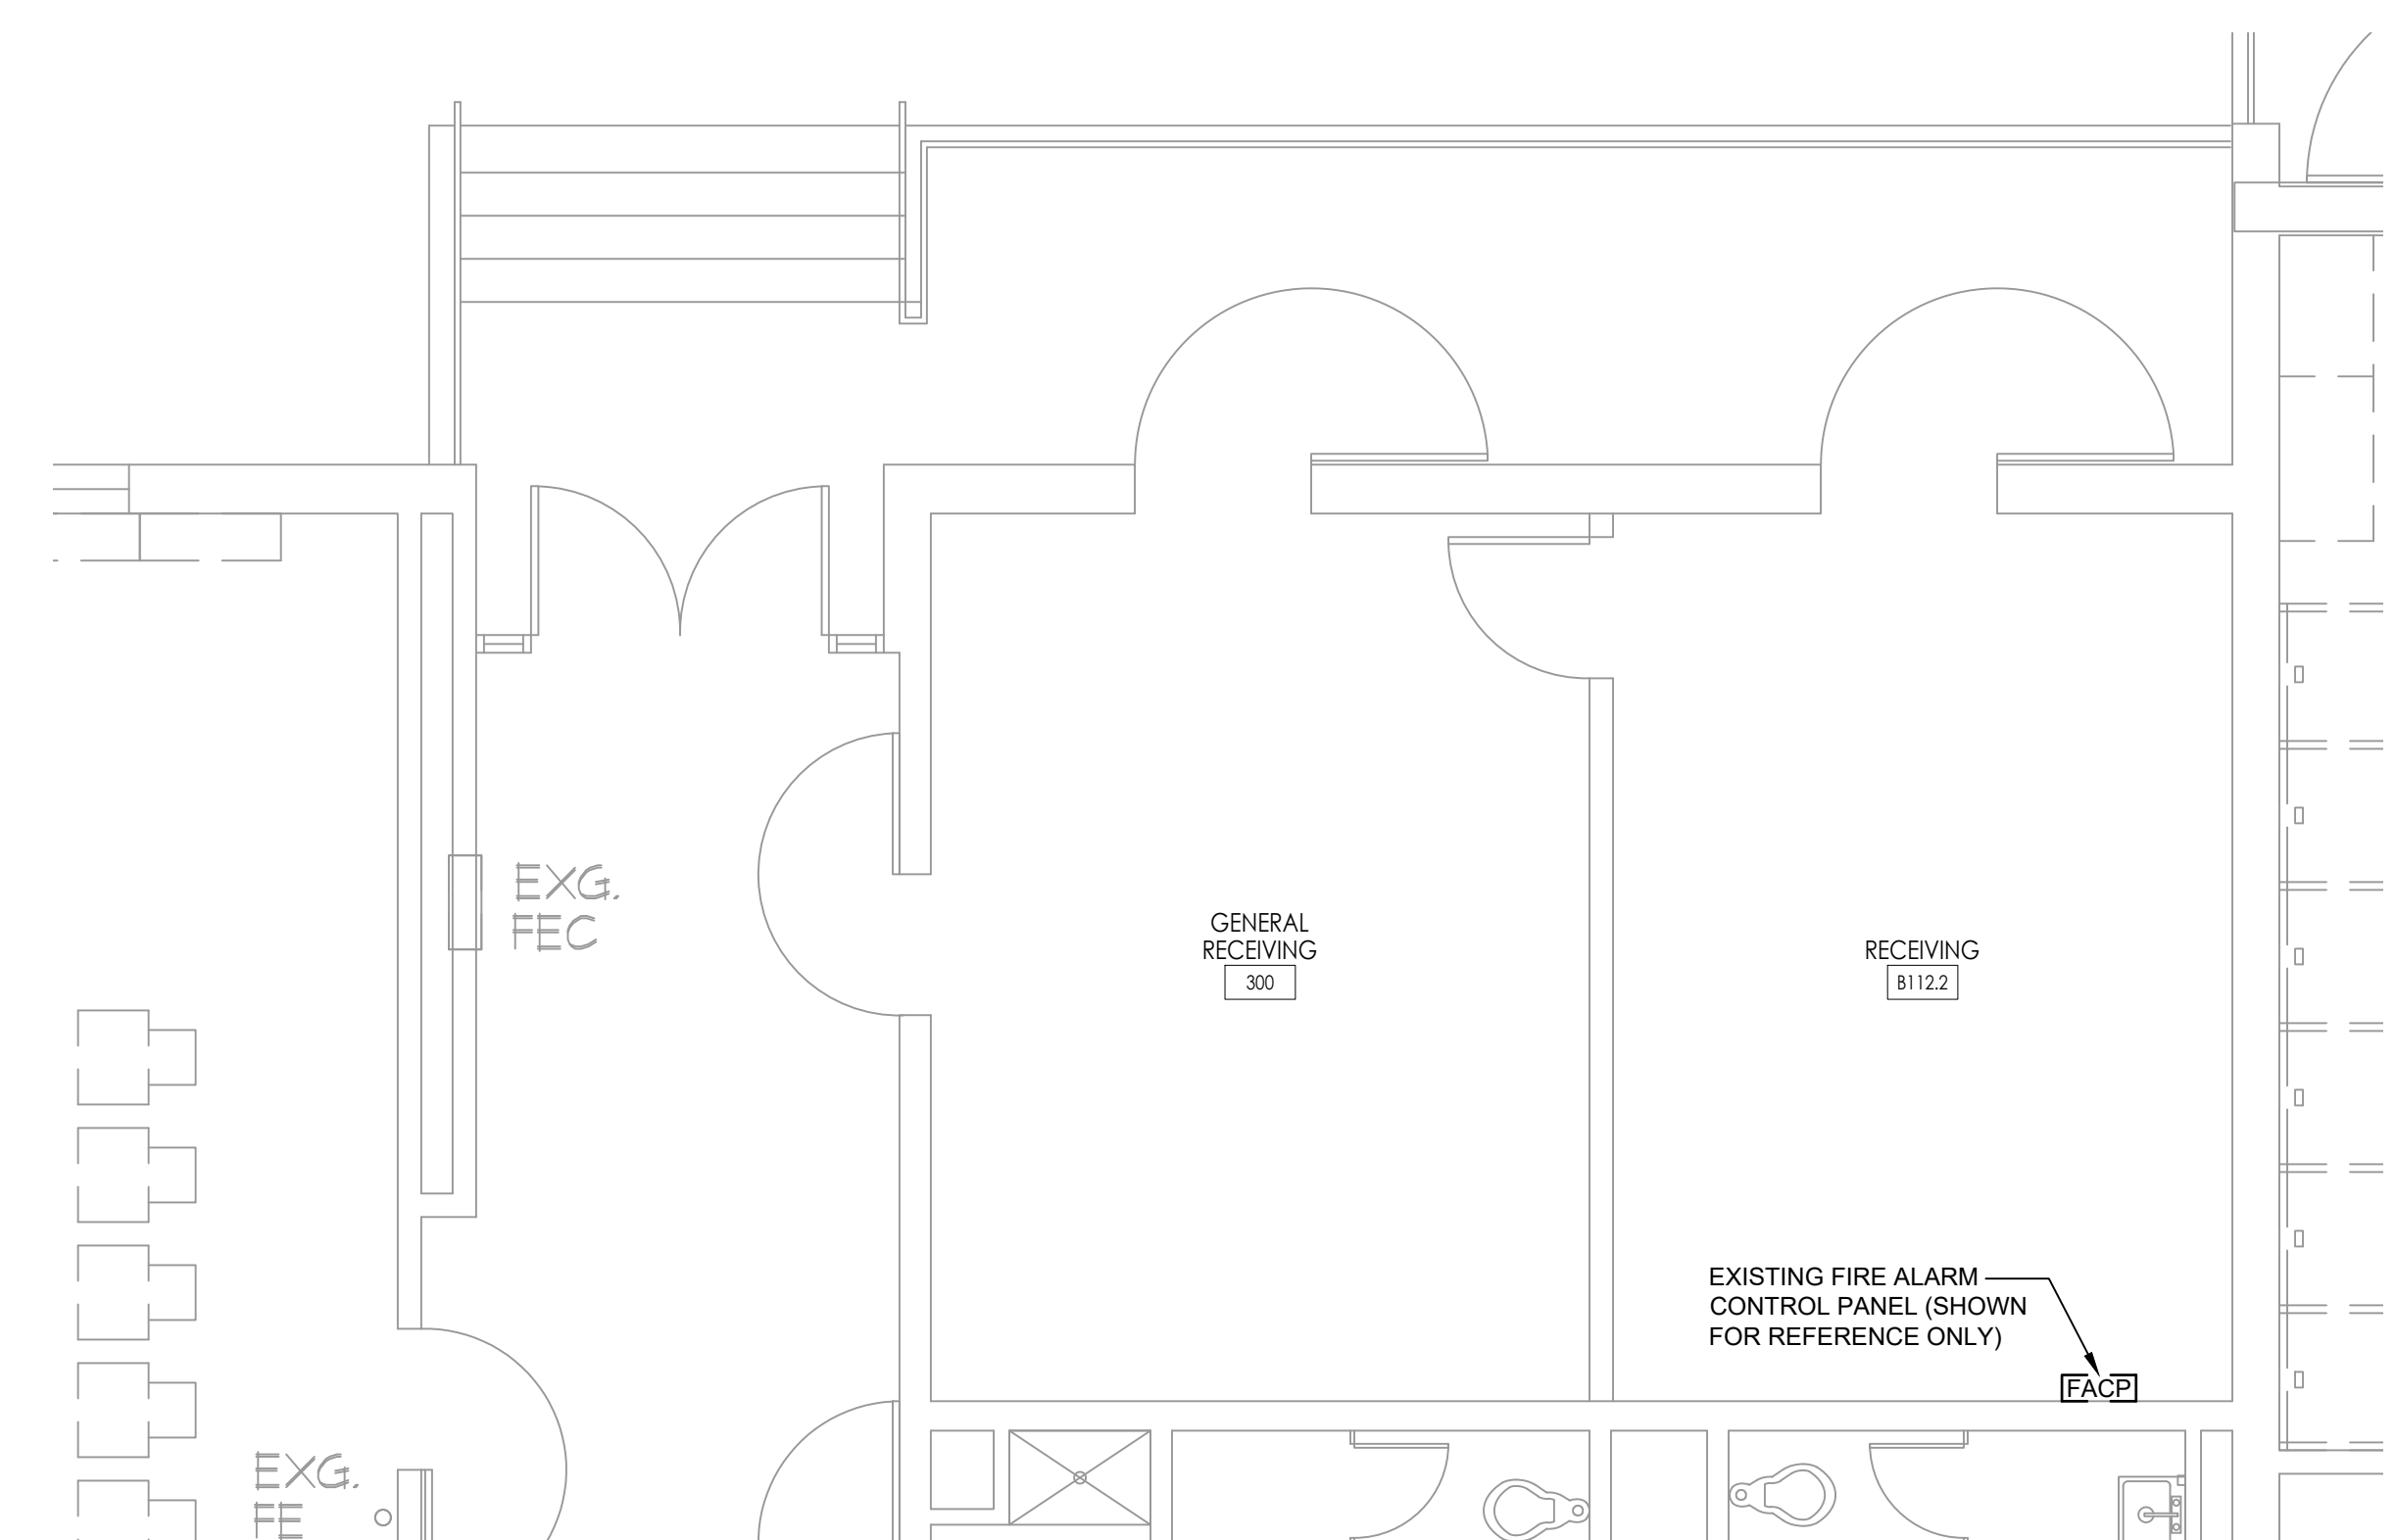 EXG.
FEC
GENERAL
RECEIVING
300
RECEIVING
B112.2
EXISTING FIRE ALARM
CONTROL PANEL (SHOWN
FOR REFERENCE ONLY)
FACP
EXG.
FE